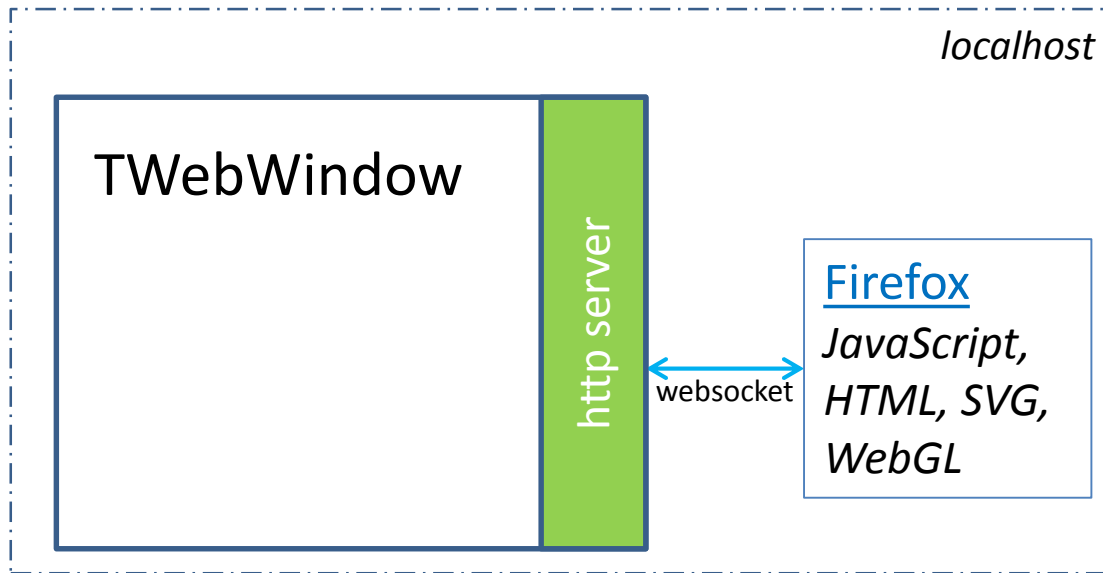 localhost
TWebWindow
http server
websocket
Firefox
JavaScript,
HTML, SVG,
WebGL